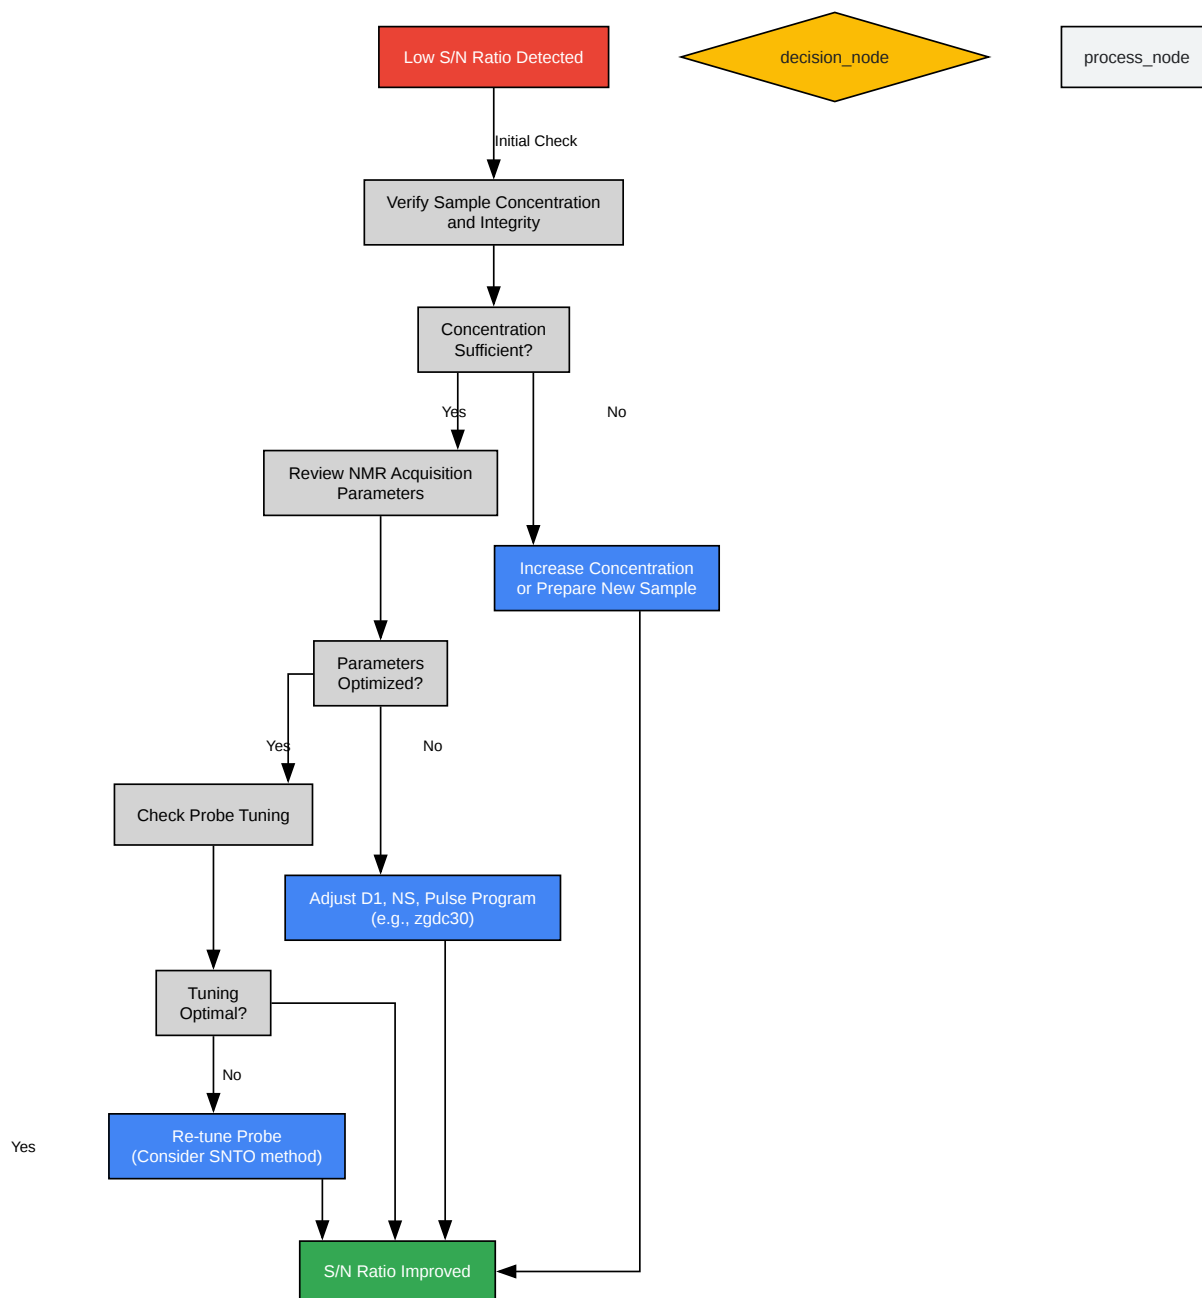 Low S/N Ratio Detected
decision_node
process_node
Initial Check
Verify Sample Concentration
and Integrity
Concentration
Sufficient?
Yes
No
Review NMR Acquisition
Parameters
Increase Concentration
or Prepare New Sample
Parameters
Optimized?
Yes
No
Check Probe Tuning
Adjust D1, NS, Pulse Program
(e.g., zgdc30)
Tuning
Optimal?
No
Yes
Re-tune Probe
(Consider SNTO method)
S/N Ratio Improved